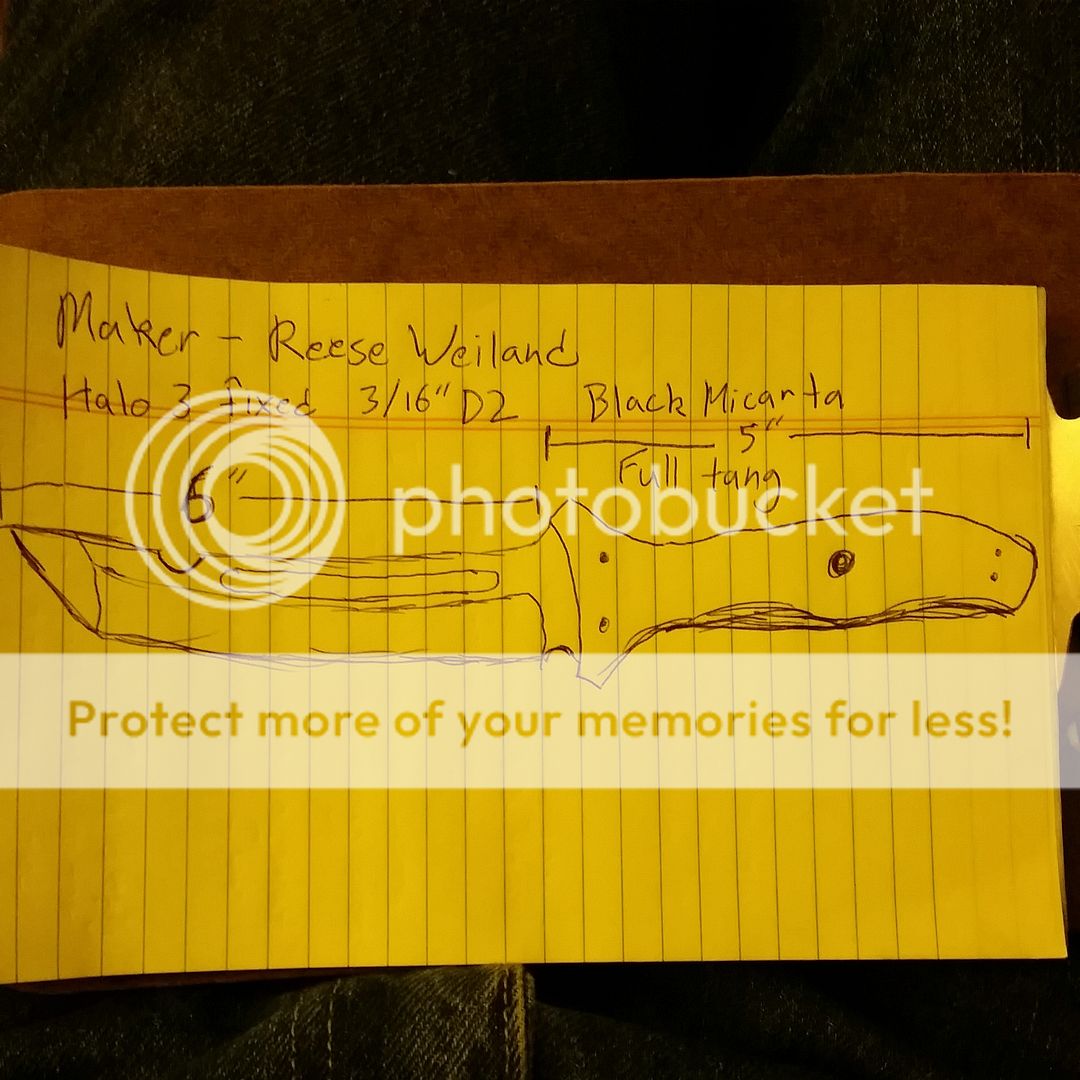 Maker - Reese Weiland
Halo 3 fixed 3/16" D2 Black Micarta
5"
Full tang
6"
photobucket
Protect more of your memories for less!